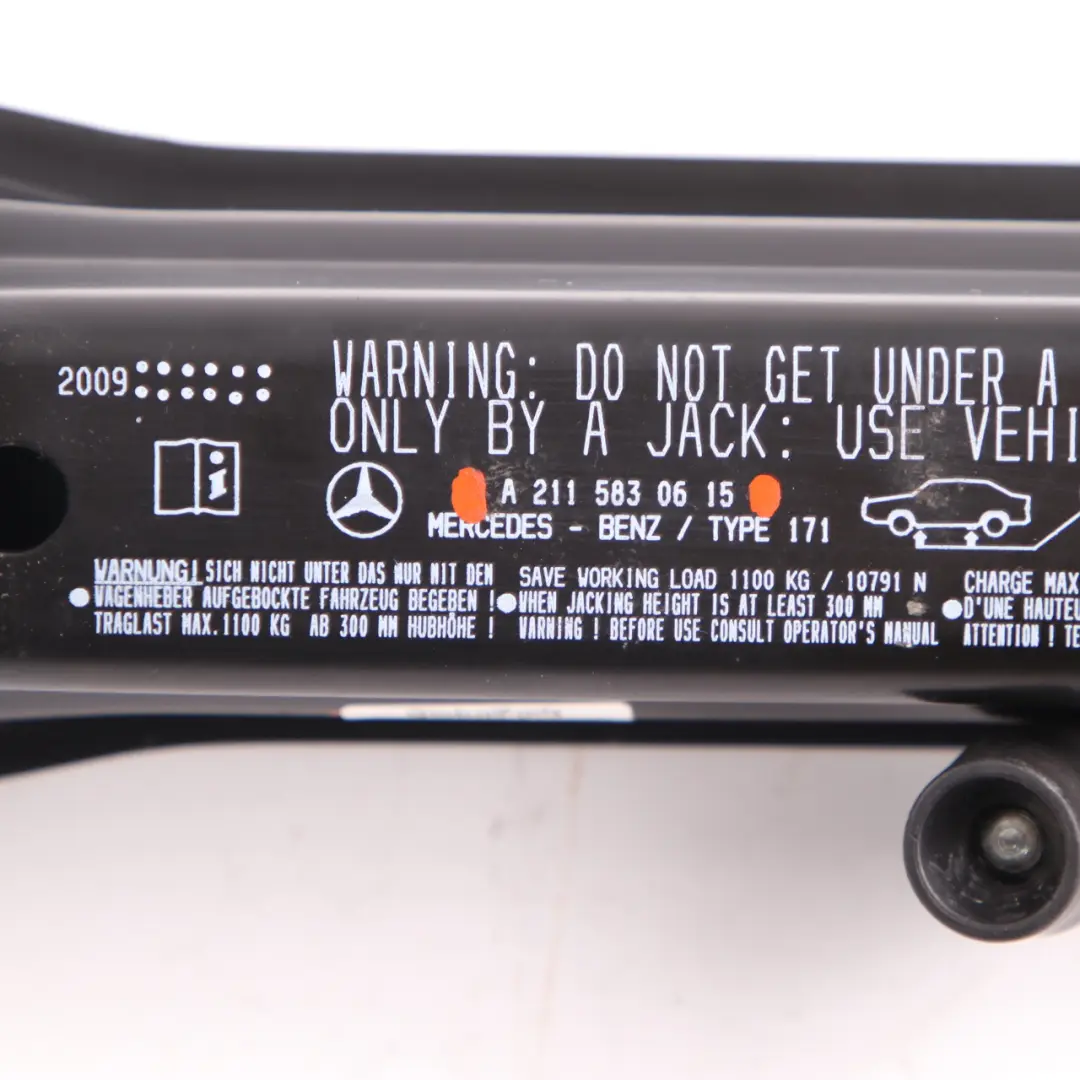 2009
WARNING: DO NOT GET UNDER A
ONLY BY A JACK: USE VEHI
i
A 211 583 06 15
MERCEDES - BENZ / TYPE 171
WARNUNG! SICH NICHT UNTER DAS NUR MIT DEM
WAGENHEBER AUFGEBOCKTE FAHRZEUG BEGEBEN !
TRAGLAST MAX.1100 KG AB 300 MM HUBHÖHE !
SAVE WORKING LOAD 1100 KG / 10791 N
WHEN JACKING HEIGHT IS AT LEAST 300 MM
WARNING ! BEFORE USE CONSULT OPERATOR'S MANUAL
CHARGE MAX
D'UNE HAUTEU
ATTENTION ! TE